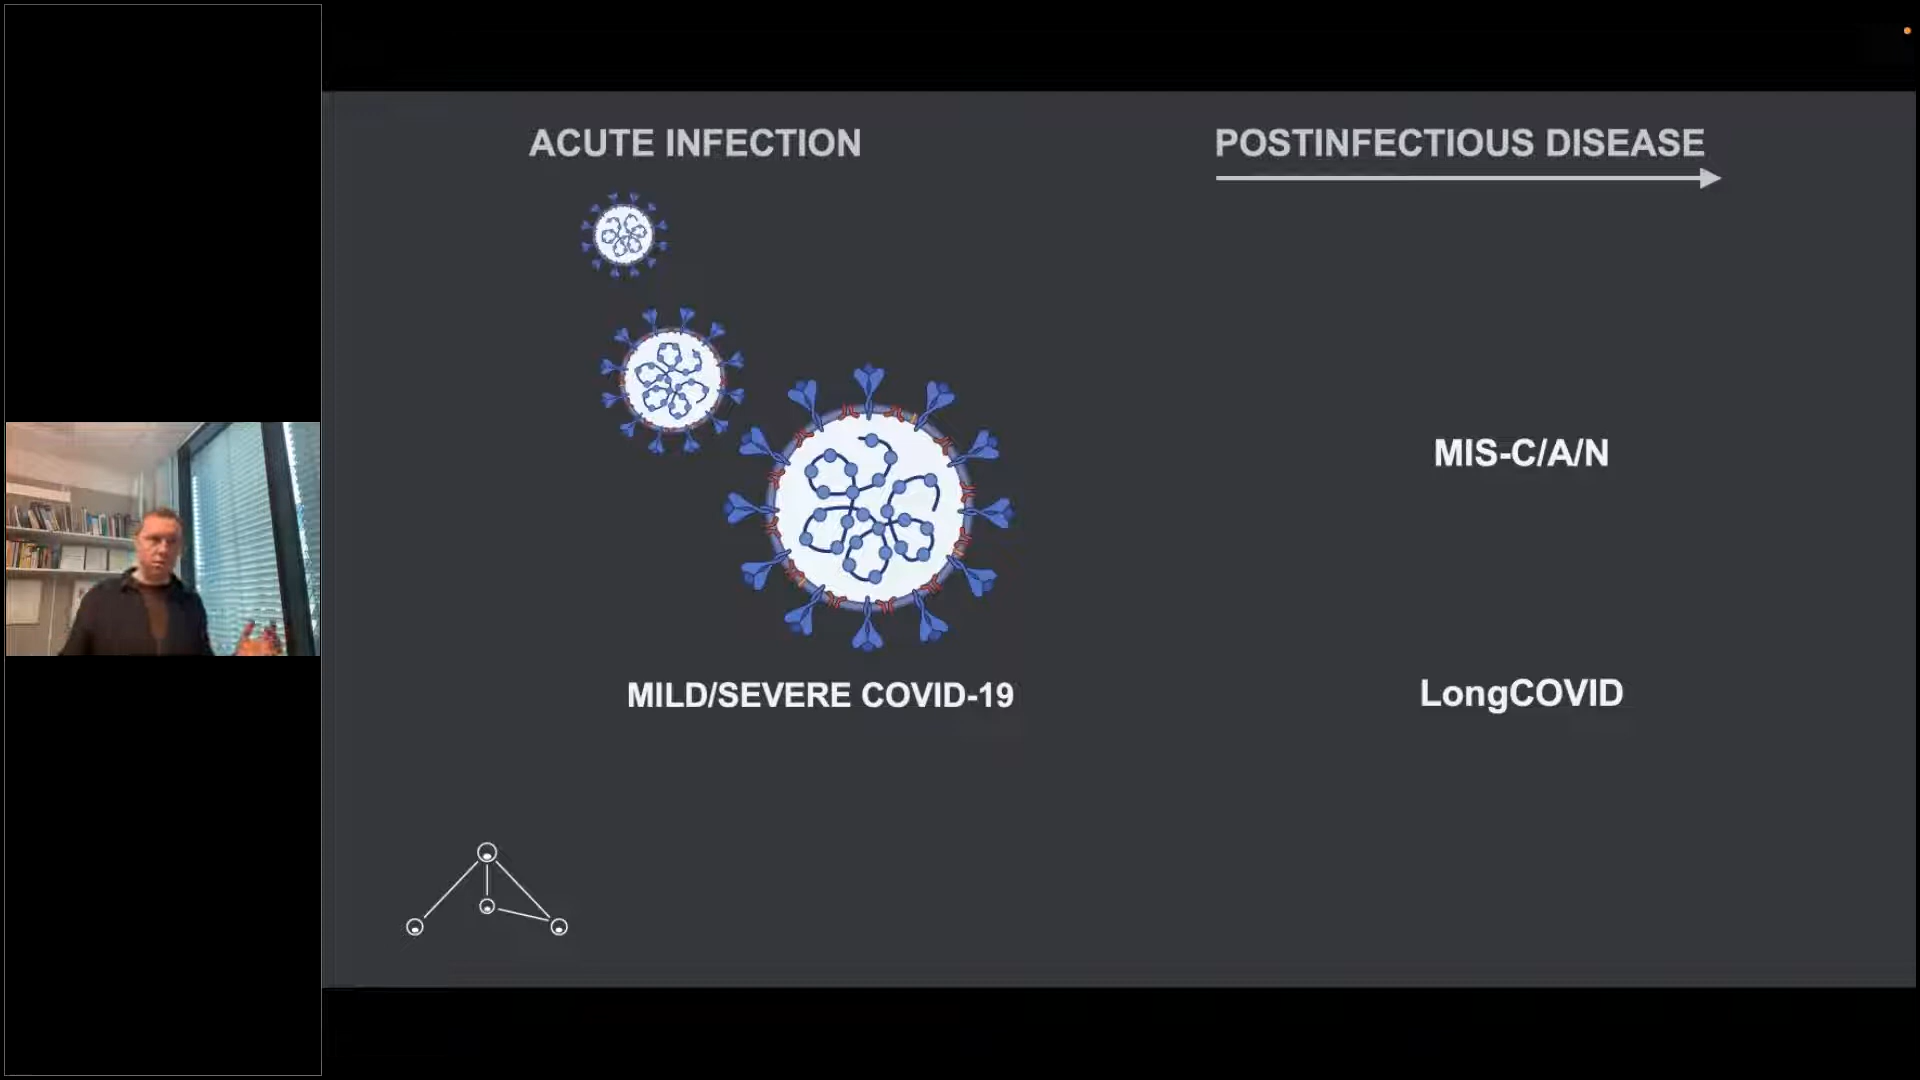 ACUTE INFECTION
POSTINFECTIOUS DISEASE
MIS-C/A/N
MILD/SEVERE COVID-19
LongCOVID